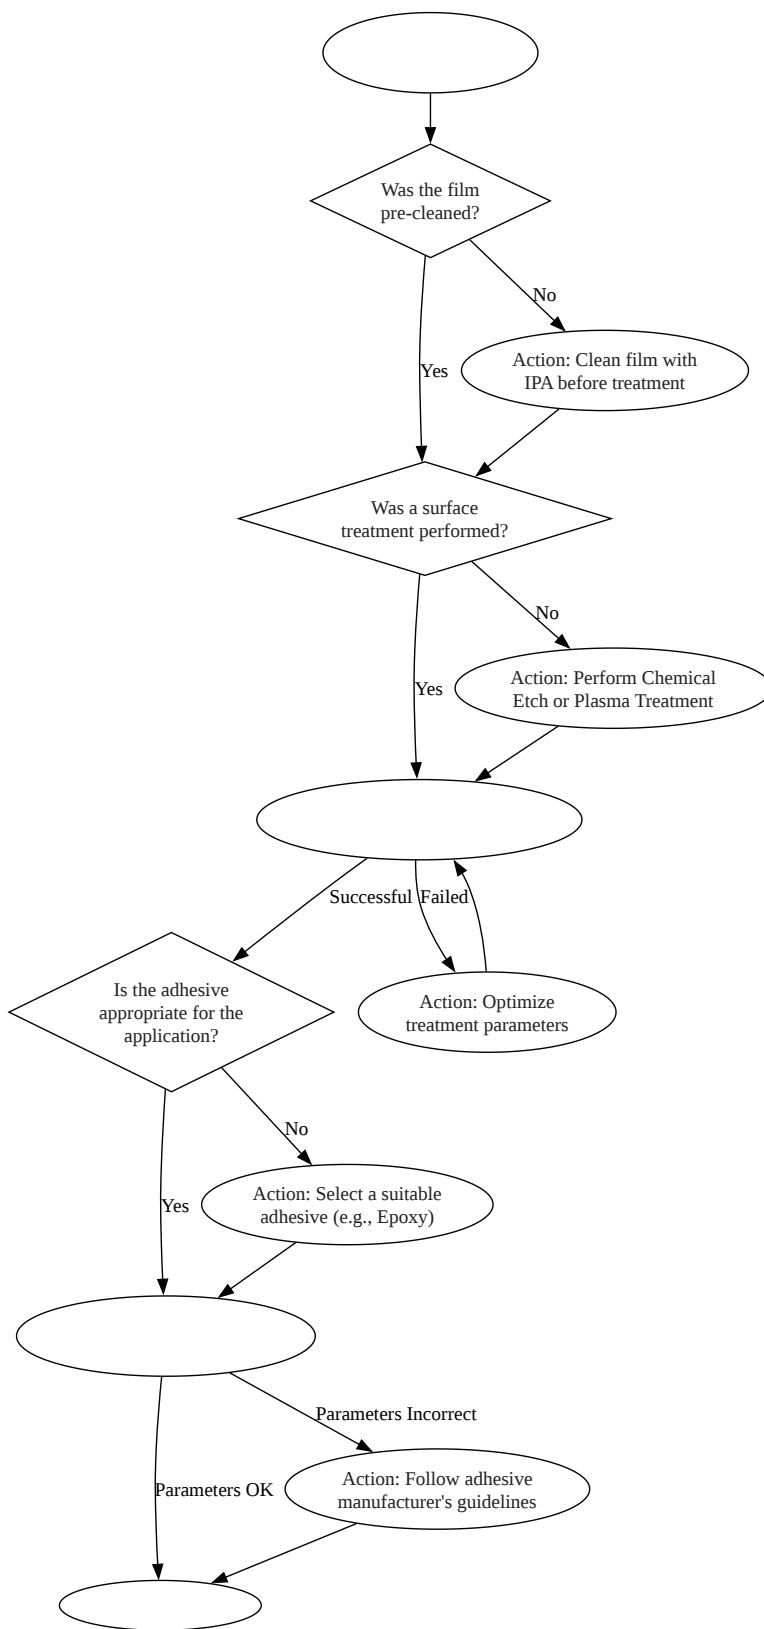 Was the film
pre-cleaned?
No
Yes
Action: Clean film with
IPA before treatment
Was a surface
treatment performed?
No
Yes
Action: Perform Chemical
Etch or Plasma Treatment
Successful
Failed
Is the adhesive
appropriate for the
application?
Action: Optimize
treatment parameters
No
Yes
Action: Select a suitable
adhesive (e.g., Epoxy)
Parameters Incorrect
Parameters OK
Action: Follow adhesive
manufacturer's guidelines